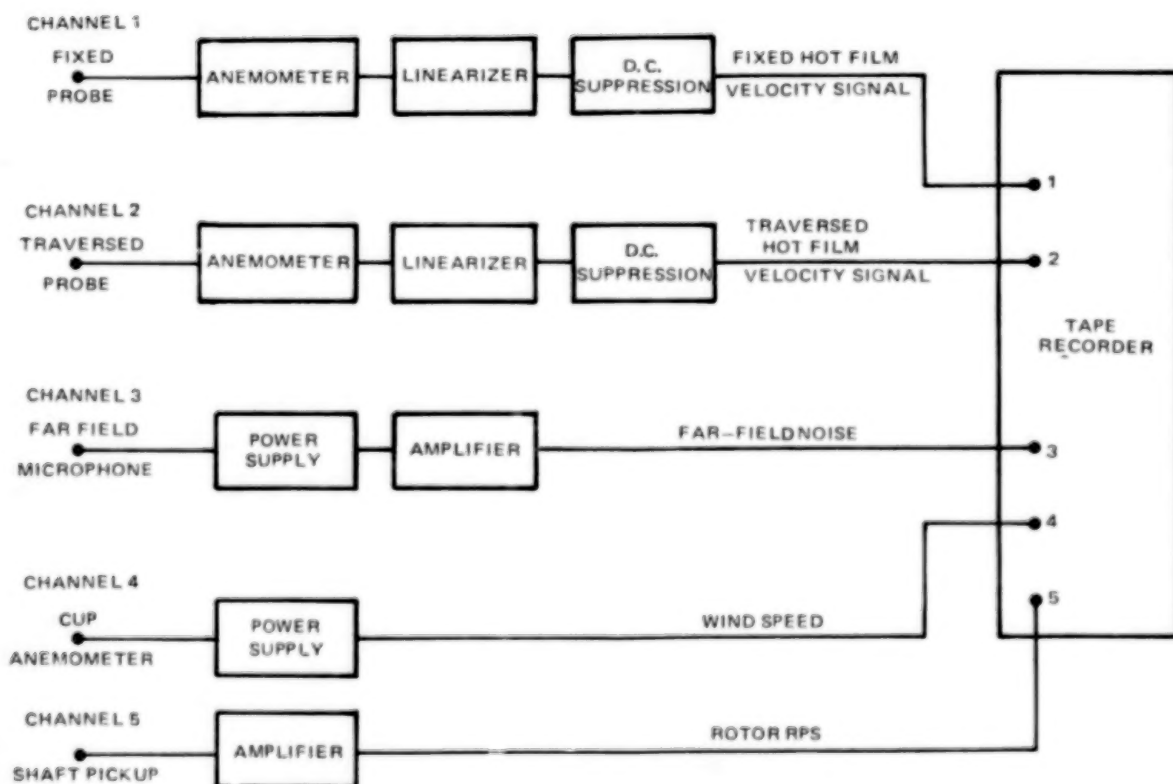 CHANNEL 1
FIXED
PROBE
ANEMOMETER
LINEARIZER
D.C.
SUPPRESSION
FIXED HOT FILM
VELOCITY SIGNAL
1
CHANNEL 2
TRAVERSED
PROBE
ANEMOMETER
LINEARIZER
D.C.
SUPPRESSION
TRAVERSED
HOT FILM
VELOCITY SIGNAL
2
TAPE
RECORDER
CHANNEL 3
FAR FIELD
MICROPHONE
POWER
SUPPLY
AMPLIFIER
FAR-FIELD NOISE
3
4
CHANNEL 4
CUP
ANEMOMETER
POWER
SUPPLY
WIND SPEED
5
CHANNEL 5
SHAFT PICKUP
AMPLIFIER
ROTOR RPS